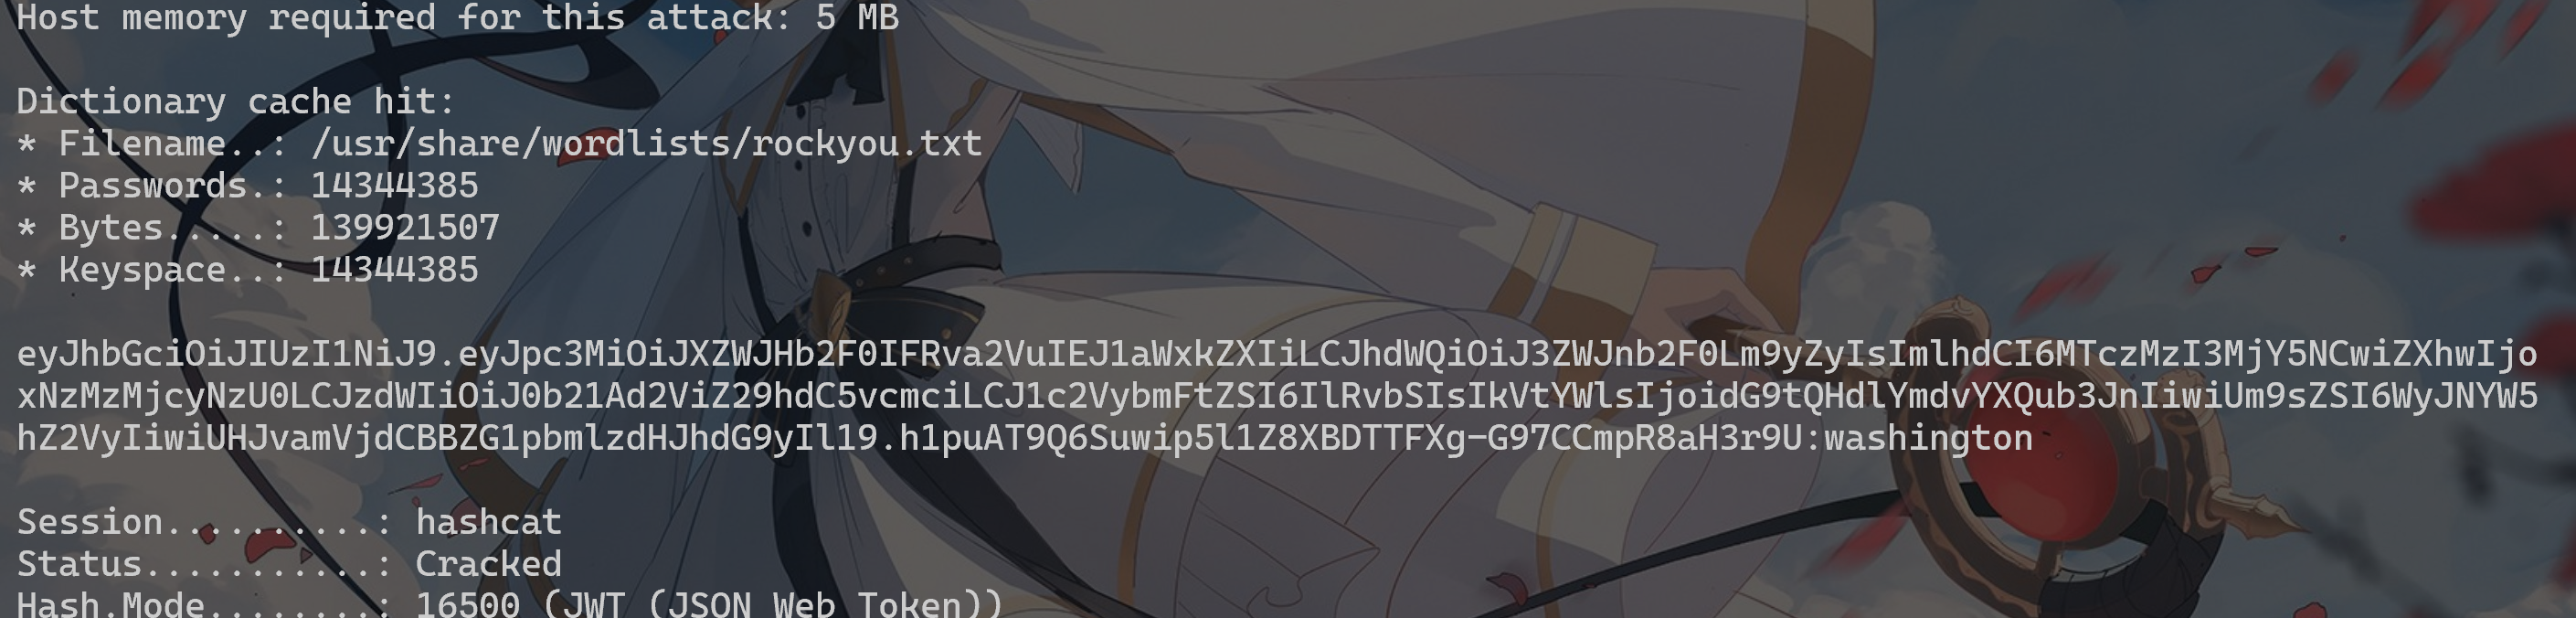 Host memory required for this attack: 5 MB
Dictionary cache hit:
* Filename..: /usr/share/wordlists/rockyou.txt
* Passwords.: 14344385
* Bytes.....: 139921507
* Keyspace..: 14344385
eyJhbGciOiJIUzI1NiJ9.eyJpc3MiOiJXZWJHb2F0IFRva2VuIEJ1aWxkZXIiLCJhdWQiOiJ3ZWJnb2F0Lm9yZyIsImlhdCI6MTczMzI3MjY5NCwiZXhwIjo
xNzMzMjcyNzU0LCJzdWIiOiJ0b21Ad2ViZ29hdC5vcmciLCJ1c2VybmFtZSI6IlRvbSIsIkVtYWlsIjoidG9tQHdlYmdvYXQub3JnIiwiUm9sZSI6WyJNYW5
hZ2VyIiwiUHJvamVjdCBBZG1pbmlzdHJhdG9yIl19.h1puAT9Q6Suwip5l1Z8XBDTTFXg-G97CCmpR8aH3r9U:washington
Session..........: hashcat
Status...........: Cracked
Hash.Mode........: 16500 (JWT (JSON Web Token))